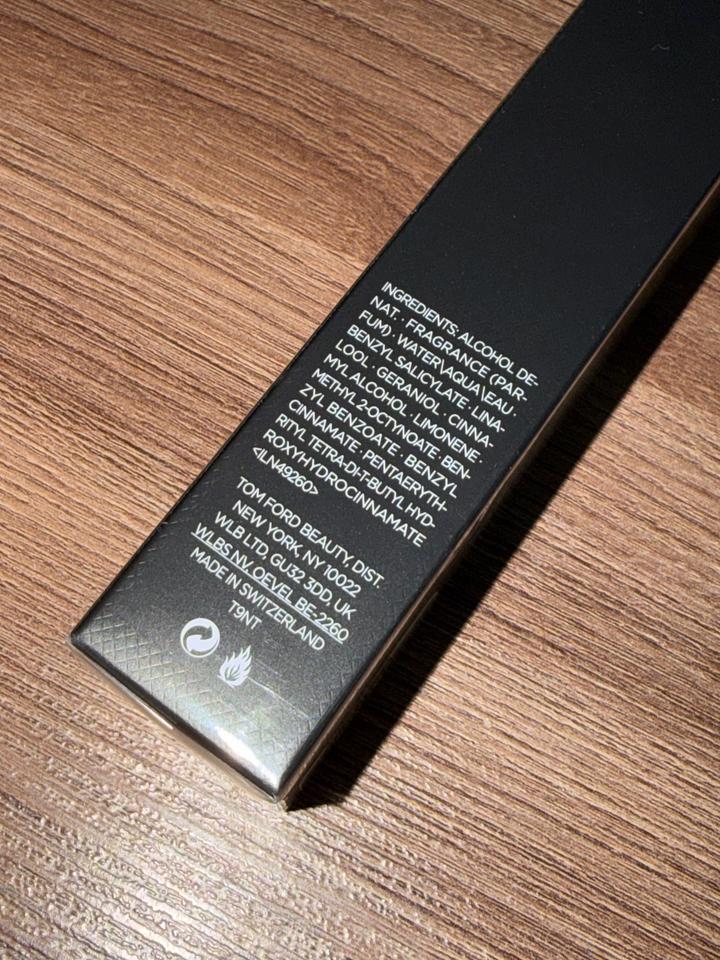 INGREDIENTS: ALCOHOL DE-
NAT. · FRAGRANCE (PAR-
FUM) · WATER\AQUA\EAU ·
BENZYL SALICYLATE · LINA-
LOOL · GERANIOL · CINNA-
MYL ALCOHOL · LIMONENE ·
METHYL 2-OCTYNOATE · BEN-
ZYL BENZOATE · BENZYL
CINNAMATE · PENTAERYTH-
RITYL TETRA-DI-T-BUTYL HYD-
ROXYHYDROCINNAMATE
<ILN49260>
TOM FORD BEAUTY, DIST.
NEW YORK, NY 10022
WLB LTD, GU32 3DD, UK
WLBS NV, OEVEL BE-2260
MADE IN SWITZERLAND
T9NT